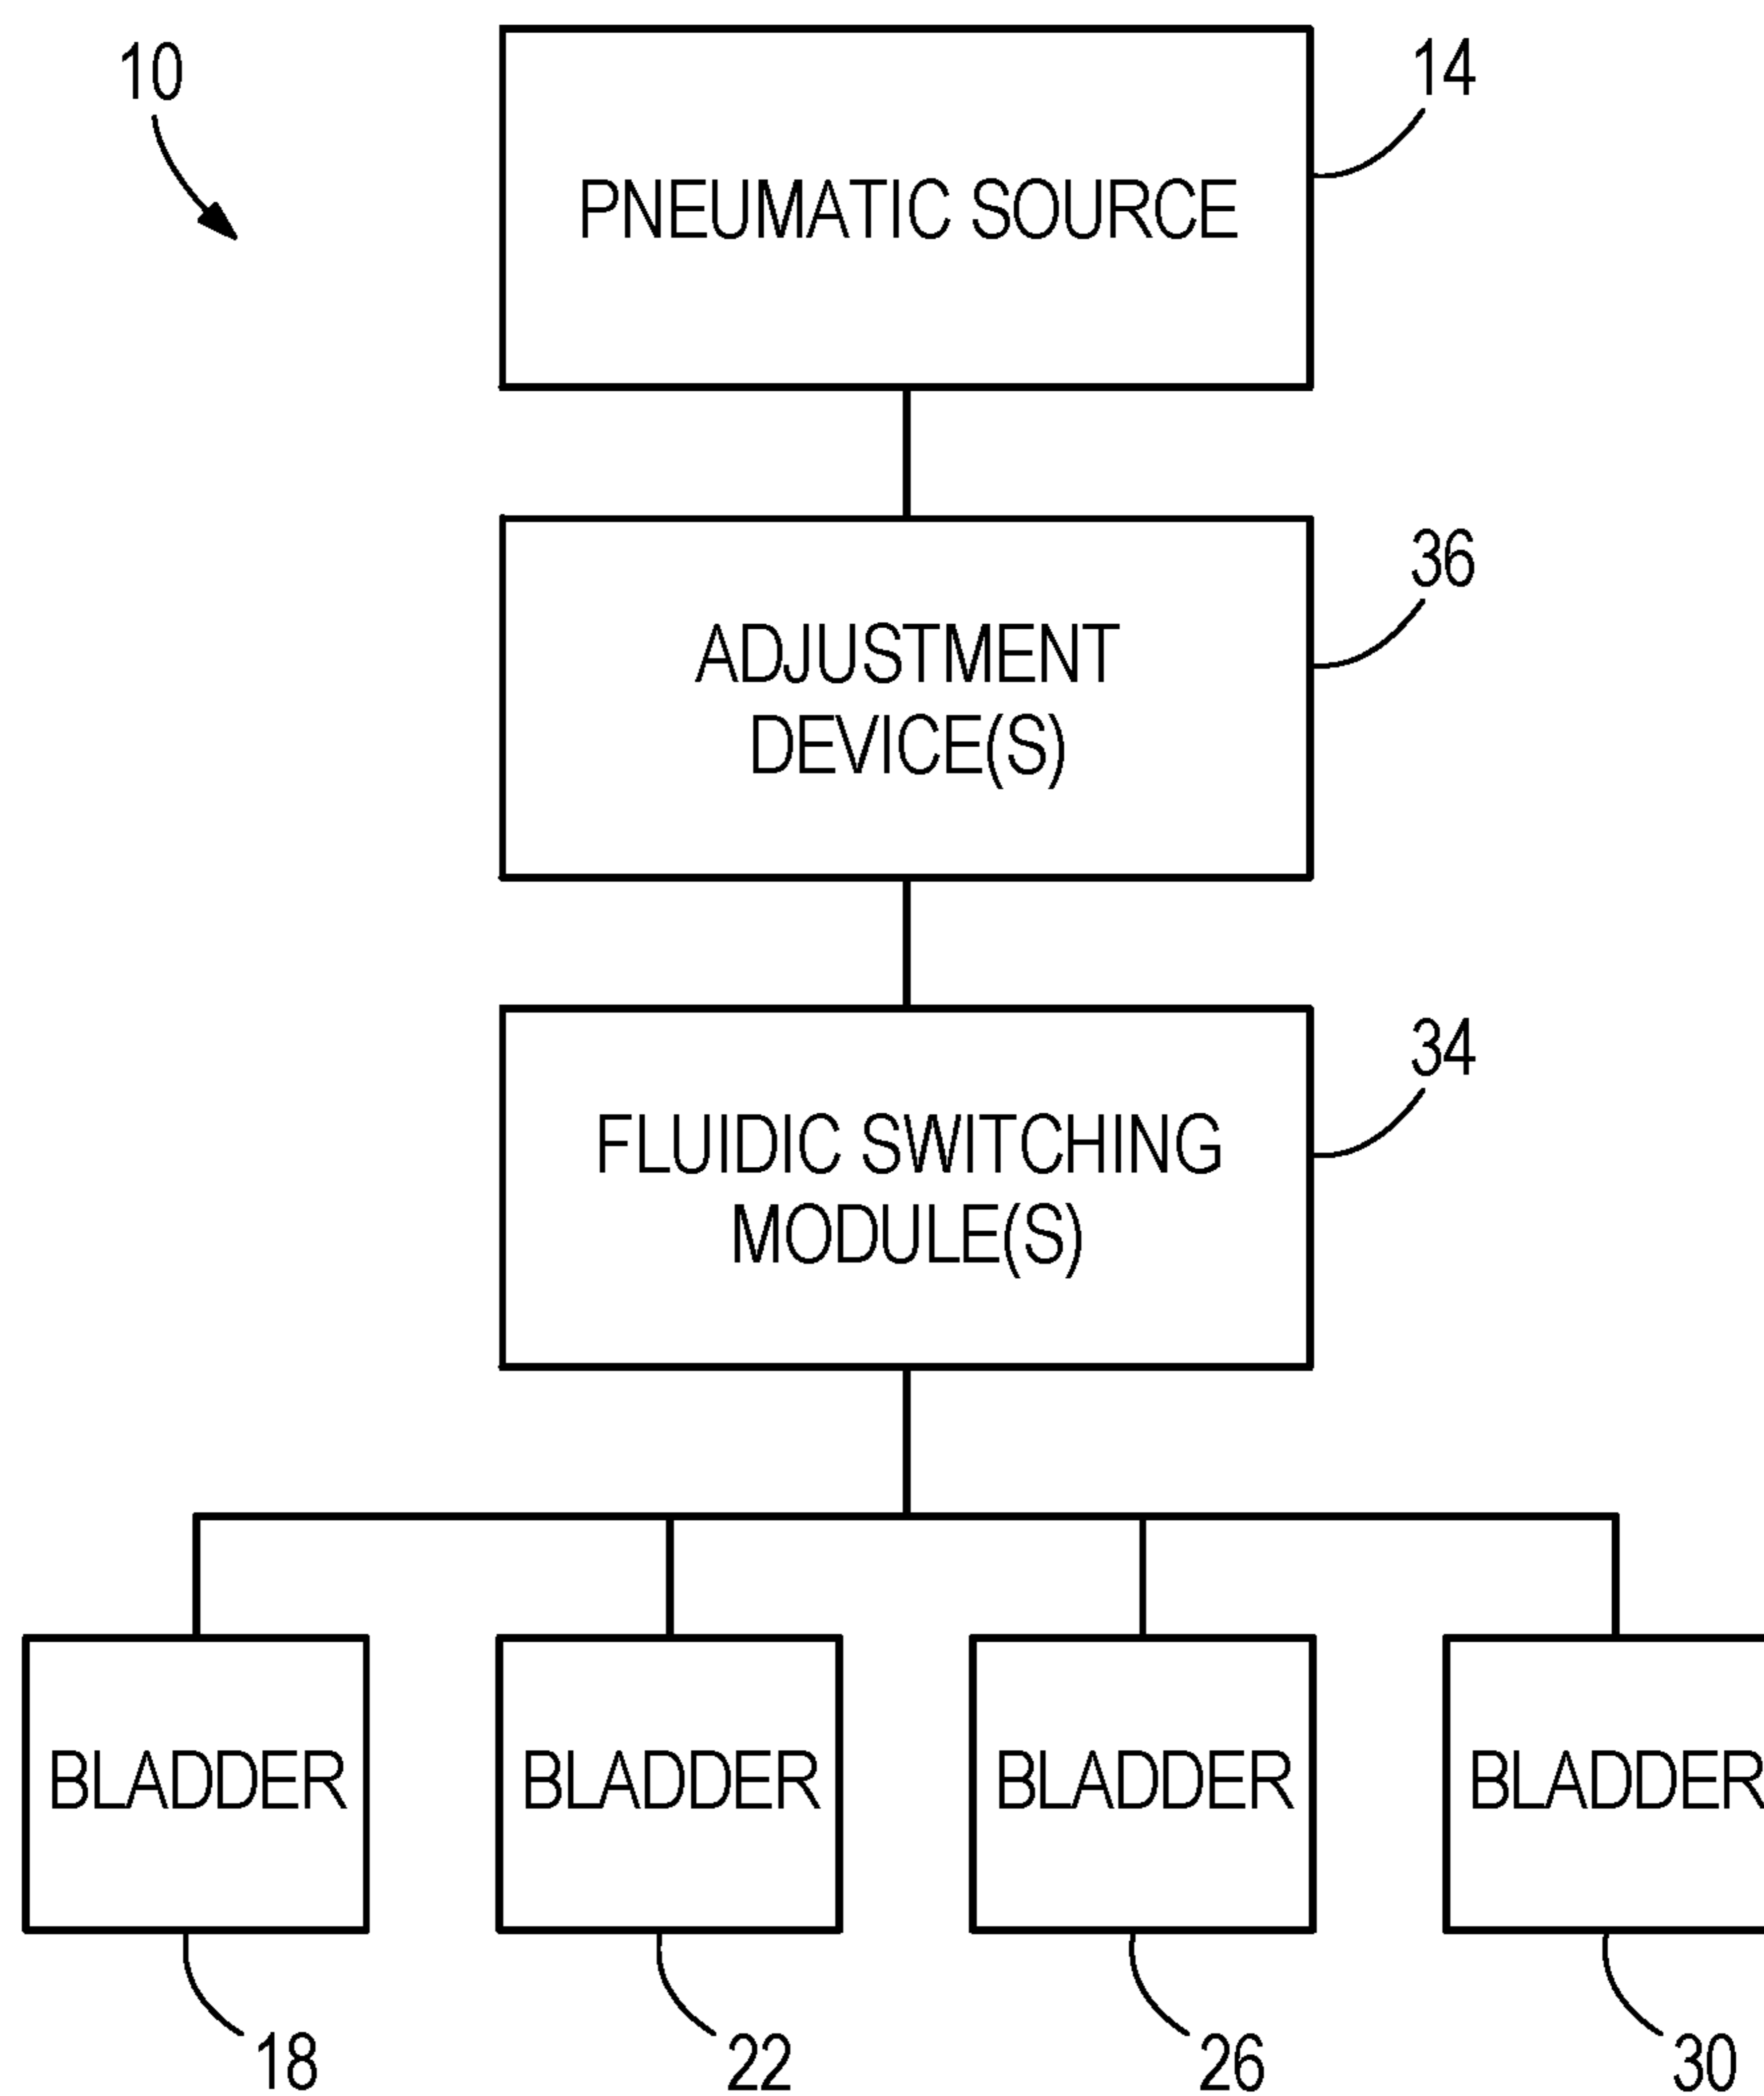 10
14
PNEUMATIC SOURCE
36
ADJUSTMENT
DEVICE(S)
34
FLUIDIC SWITCHING
MODULE(S)
BLADDER BLADDER BLADDER BLADDER
18 22 26 30